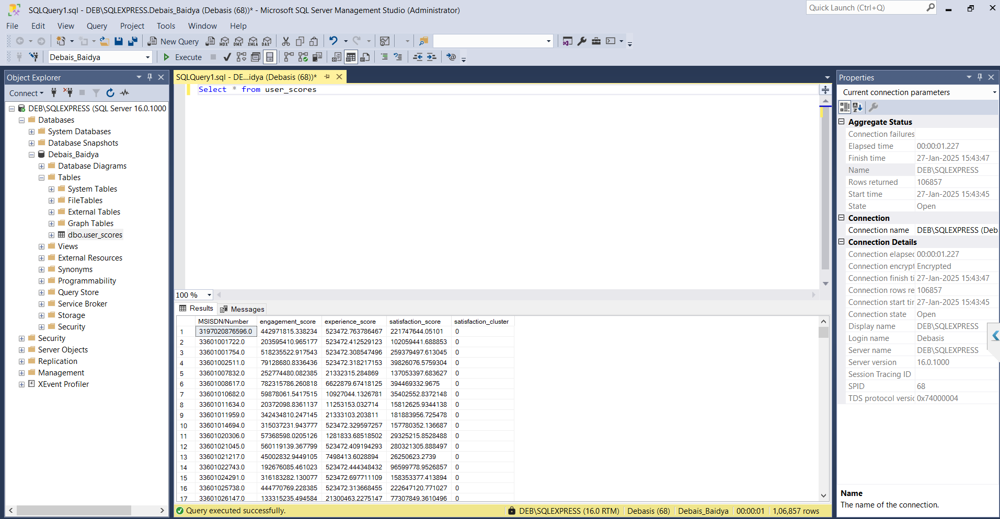 SQLQuery1.sql - DEB\SQLEXPRESS.Debais_Baidya (Debasis (68))* - Microsoft SQL Server Management Studio (Administrator)
Quick Launch (Ctrl+Q)
File Edit View Query Project Tools Window Help
New Query MDX DMX XMLA DAX
Debais_Baidya Execute
Object Explorer
Connect
DEB\SQLEXPRESS (SQL Server 16.0.1000
Databases
System Databases
Database Snapshots
Debais_Baidya
Database Diagrams
Tables
System Tables
FileTables
External Tables
Graph Tables
dbo.user_scores
Views
External Resources
Synonyms
Programmability
Query Store
Service Broker
Storage
Security
Security
Server Objects
Replication
Management
XEvent Profiler
SQLQuery1.sql - DE...idya (Debasis (68))*
Select * from user_scores
100 %
Results Messages
MSISDN/Number engagement_score experience_score satisfaction_score satisfaction_cluster
1 3197020876596.0 442971815.338234 523472.763786467 221747644.05101 0
2 33601001722.0 203595410.965177 523472.412529123 102059441.688853 0
3 33601001754.0 518235522.917543 523472.308547496 259379497.613045 0
4 33601002511.0 79128680.8336436 523472.318217153 39826076.5759304 0
5 33601007832.0 252774480.082385 21332315.284869 137053397.683627 0
6 33601008617.0 782315786.260818 6622879.67418125 394469332.9675 0
7 33601010682.0 59878061.5417515 10927044.1326781 35402552.8372148 0
8 33601011634.0 20372098.8361137 11253153.032714 15812625.9344138 0
9 33601011959.0 342434810.247145 21333103.203811 181883956.725478 0
10 33601014694.0 315037231.943777 523472.329597257 157780352.136687 0
11 33601020306.0 57368598.0205126 1281833.68518502 29325215.8528488 0
12 33601021045.0 560119139.367799 523472.409194293 280321305.888497 0
13 33601021217.0 45002832.9449105 7498413.6028894 26250623.2739 0
14 33601022743.0 192676085.461023 523472.444348432 96599778.9526857 0
15 33601024291.0 316183282.130077 523472.697711109 158353377.413894 0
16 33601025738.0 444770769.228385 523472.313668455 222647120.771027 0
17 33601026147.0 133315235.494584 21300463.2275147 77307849.3610496 0
Query executed successfully. DEB\SQLEXPRESS (16.0 RTM) Debasis (68) Debais_Baidya 00:00:01 1,06,857 rows
Properties
Current connection parameters
Aggregate Status
Connection failures
Elapsed time 00:00:01.227
Finish time 27-Jan-2025 15:43:47
Name DEB\SQLEXPRESS
Rows returned 106857
Start time 27-Jan-2025 15:43:45
State Open
Connection
Connection name DEB\SQLEXPRESS (Deb
Connection Details
Connection elapsec 00:00:01.227
Connection encrypt Encrypted
Connection finish ti 27-Jan-2025 15:43:47
Connection rows re 106857
Connection start tir 27-Jan-2025 15:43:45
Connection state Open
Display name DEB\SQLEXPRESS
Login name Debasis
Server name DEB\SQLEXPRESS
Server version 16.0.1000
Session Tracing ID
SPID 68
TDS protocol versic 0x74000004
Name
The name of the connection.